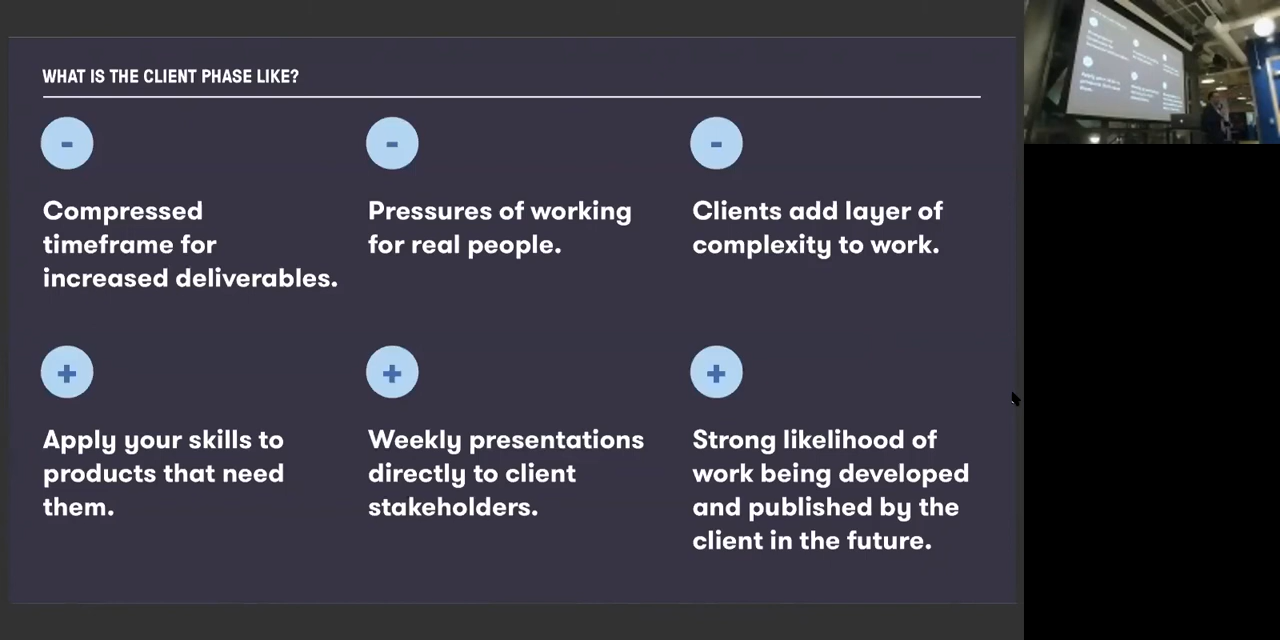 WHAT IS THE CLIENT PHASE LIKE?
-
Compressed
timeframe for
increased deliverables.
-
Pressures of working
for real people.
-
Clients add layer of
complexity to work.
+
Apply your skills to
products that need
them.
+
Weekly presentations
directly to client
stakeholders.
+
Strong likelihood of
work being developed
and published by the
client in the future.